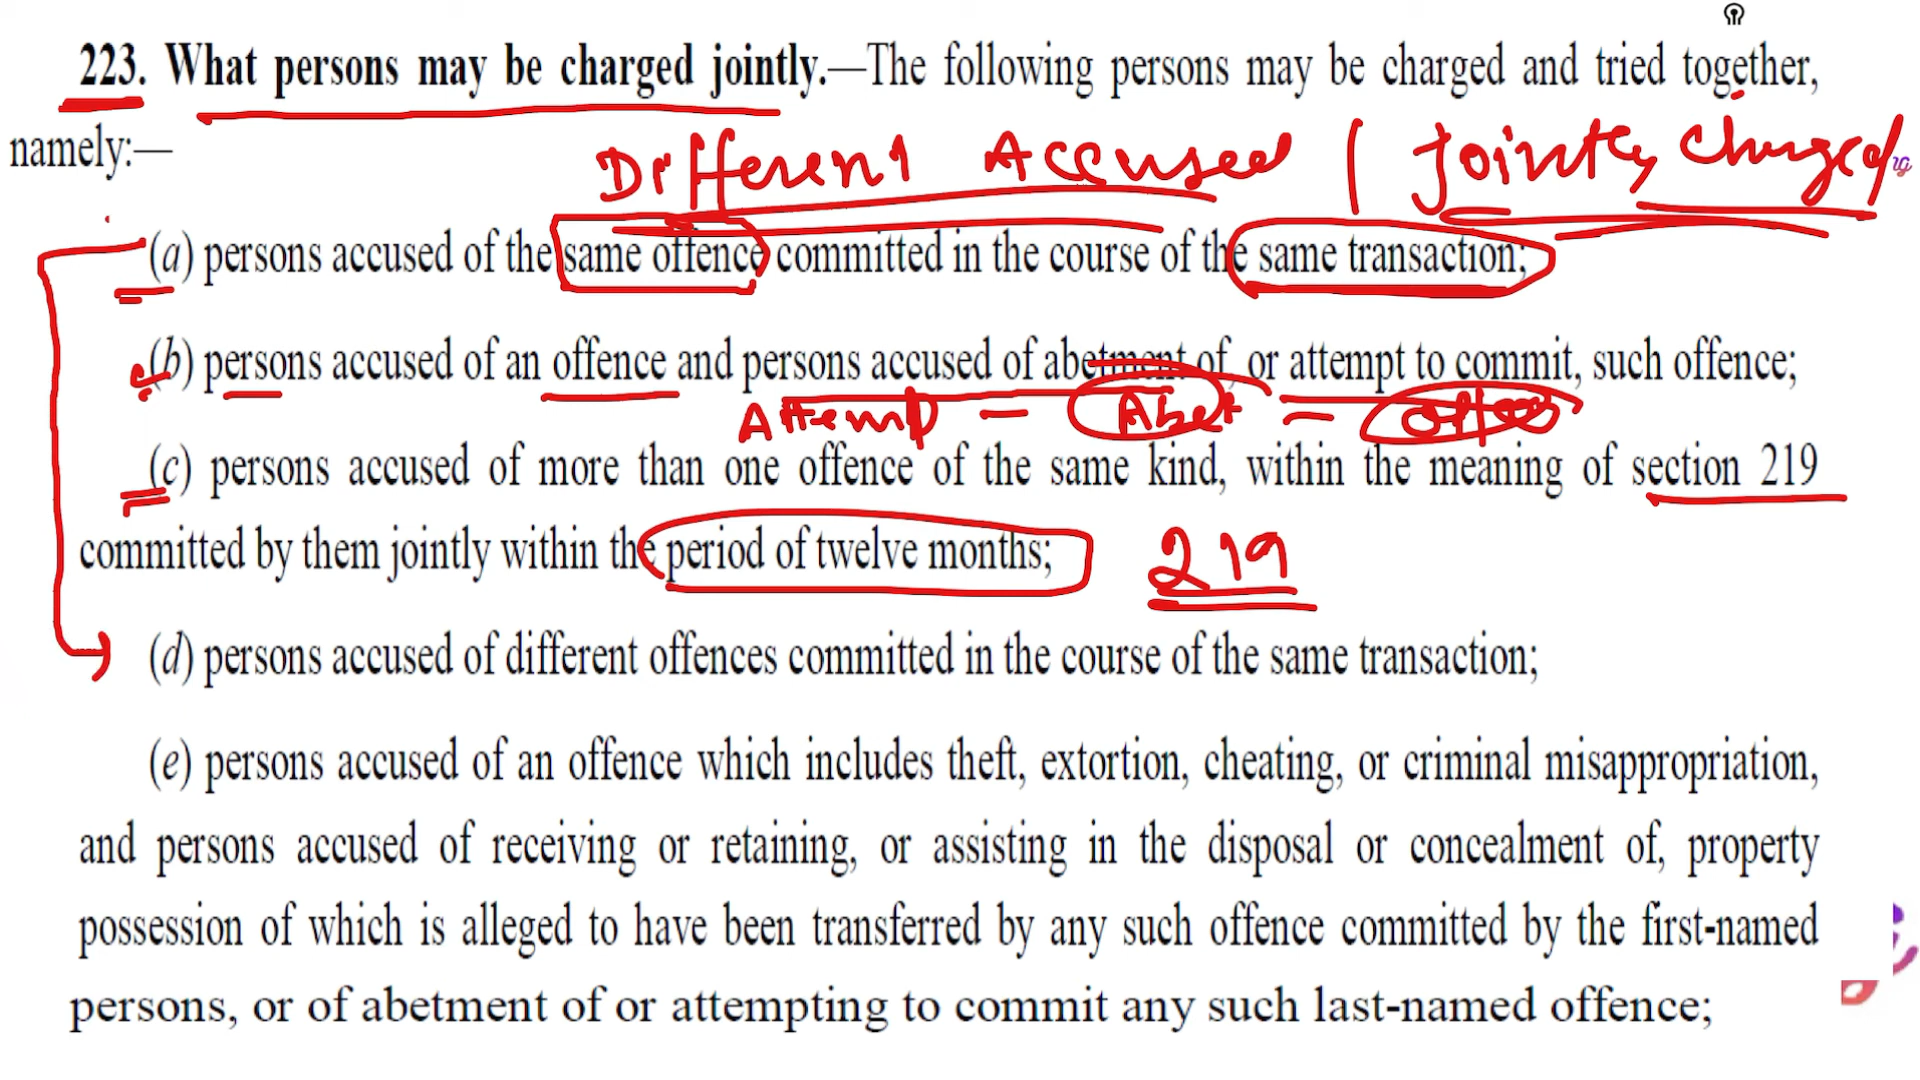 223. What persons may be charged jointly.—The following persons may be charged and tried together,
namely:—
Different Accused | Jointly charged
(a) persons accused of the same offence committed in the course of the same transaction;
(b) persons accused of an offence and persons accused of abetment of, or attempt to commit, such offence;
Attempt – Abet –
(c) persons accused of more than one offence of the same kind, within the meaning of section 219
committed by them jointly within the period of twelve months;
219
(d) persons accused of different offences committed in the course of the same transaction;
(e) persons accused of an offence which includes theft, extortion, cheating, or criminal misappropriation,
and persons accused of receiving or retaining, or assisting in the disposal or concealment of, property
possession of which is alleged to have been transferred by any such offence committed by the first-named
persons, or of abetment of or attempting to commit any such last-named offence;